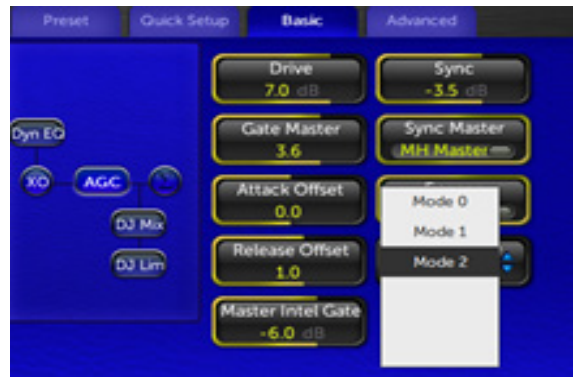 Preset Quick Setup Basic Advanced
Drive
7.0 dB
Sync
-3.5 dB
Dyn EQ
Gate Master
3.6
Sync Master
MH Master
XO AGC
Attack Offset
0.0
Mode 0
Mode 1
Mode 2
DJ Mix
DJ Lim
Release Offset
1.0
Master Intel Gate
-6.0 dB